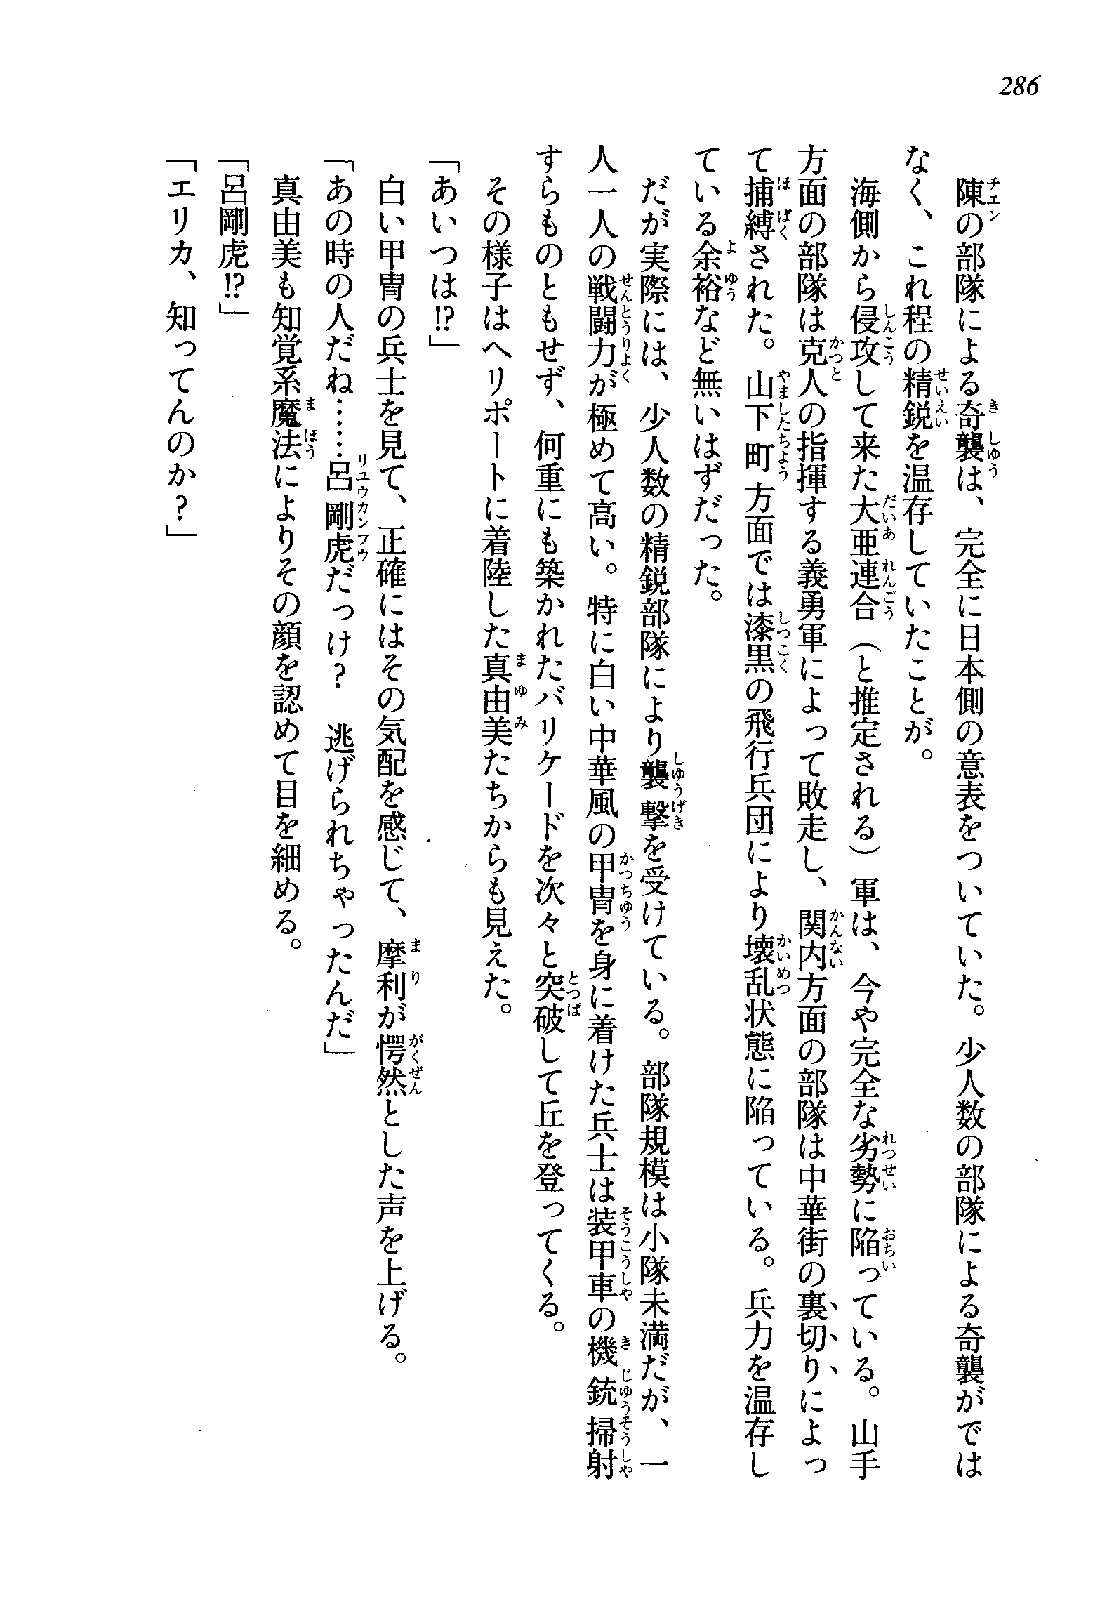 286
陳の部隊による奇襲は、完全に日本側の意表をついていた。少人数の部隊による奇襲がでは
なく、これ程の精鋭を温存していたことが。
海側から侵攻して来た大亜連合（と推定される）軍は、今や完全な劣勢に陥っている。山手
方面の部隊は克人の指揮する義勇軍によって敗走し、関内方面の部隊は中華街の裏切りによっ
て捕縛された。山下町方面では漆黒の飛行兵団により壊乱状態に陥っている。兵力を温存し
ている余裕など無いはずだった。
だが実際には、少人数の精鋭部隊により襲撃を受けている。部隊規模は小隊未満だが、一
人一人の戦闘力が極めて高い。特に白い中華風の甲冑を身に着けた兵士は装甲車の機銃掃射
すらものともせず、何重にも築かれたバリケードを次々と突破して丘を登ってくる。
その様子はヘリポートに着陸した真由美たちからも見えた。
「あいつは⁉」
白い甲冑の兵士を見て、正確にはその気配を感じて、摩利が愕然とした声を上げる。
「あの時の人だね……呂剛虎だっけ？　逃げられちゃったんだ」
真由美も知覚系魔法によりその顔を認めて目を細める。
「呂剛虎⁉」
「エリカ、知ってんのか？」